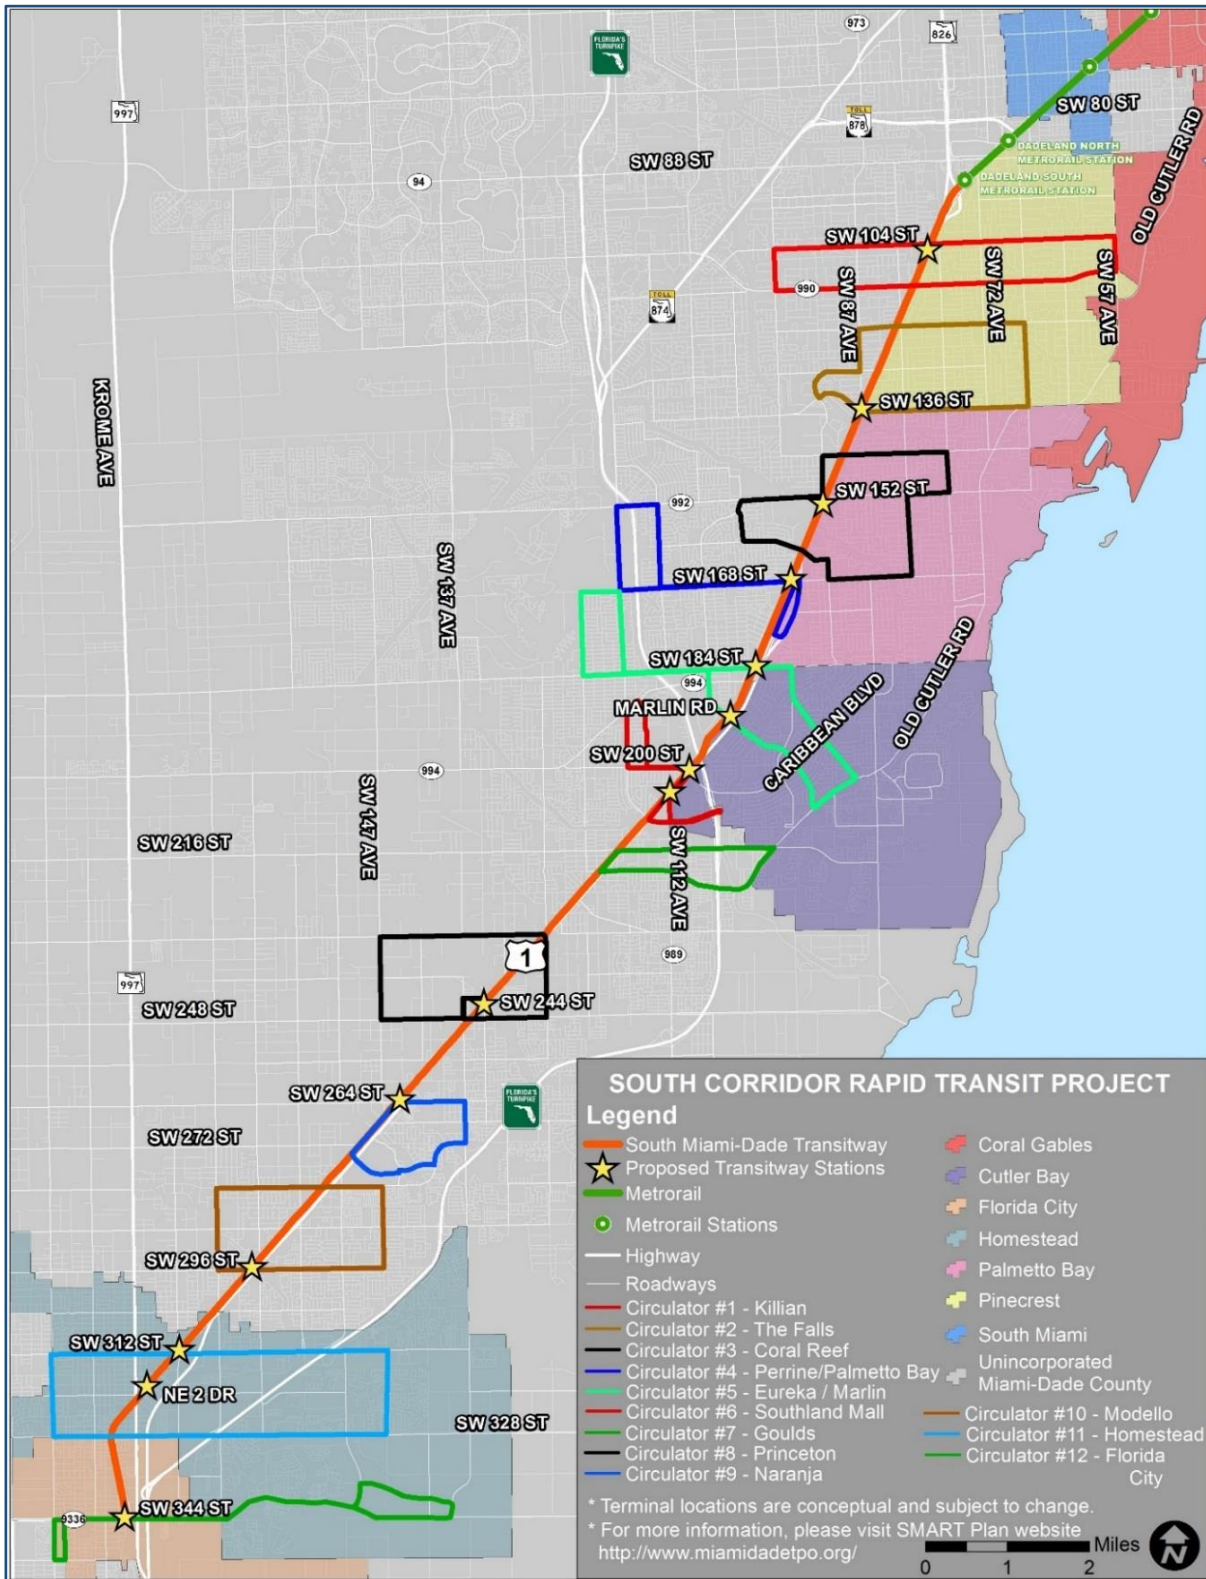 973
826
FLORIDA'S
TURNPIKE
997
TOLL
878
SW 80 ST
SW 88 ST
94
DADELAND NORTH
METRORAIL STATION
DADELAND SOUTH
METRORAIL STATION
OLD CUTLER RD
SW 104 ST
990
SW 87 AVE
SW 72 AVE
SW 57 AVE
TOLL
874
KROME AVE
SW 136 ST
SW 152 ST
992
SW 137 AVE
SW 168 ST
SW 184 ST
994
MARLIN RD
CARIBBEAN BLVD
OLD CUTLER RD
SW 200 ST
994
SW 147 AVE
SW 216 ST
SW 112 AVE
1
989
997
SW 248 ST
SW 244 ST
SW 264 ST
FLORIDA'S
TURNPIKE
SW 272 ST
SW 296 ST
SW 312 ST
NE 2 DR
SW 328 ST
9336
SW 344 ST
SOUTH CORRIDOR RAPID TRANSIT PROJECT
Legend
South Miami-Dade Transitway
Proposed Transitway Stations
Metrorail
Metrorail Stations
Highway
Roadways
Circulator #1 - Killian
Circulator #2 - The Falls
Circulator #3 - Coral Reef
Circulator #4 - Perrine/Palmetto Bay
Circulator #5 - Eureka / Marlin
Circulator #6 - Southland Mall
Circulator #7 - Goulds
Circulator #8 - Princeton
Circulator #9 - Naranja
Coral Gables
Cutler Bay
Florida City
Homestead
Palmetto Bay
Pinecrest
South Miami
Unincorporated
Miami-Dade County
Circulator #10 - Modello
Circulator #11 - Homestead
Circulator #12 - Florida
City
* Terminal locations are conceptual and subject to change.
* For more information, please visit SMART Plan website
http://www.miamidadetpo.org/
Miles
0 1 2
N